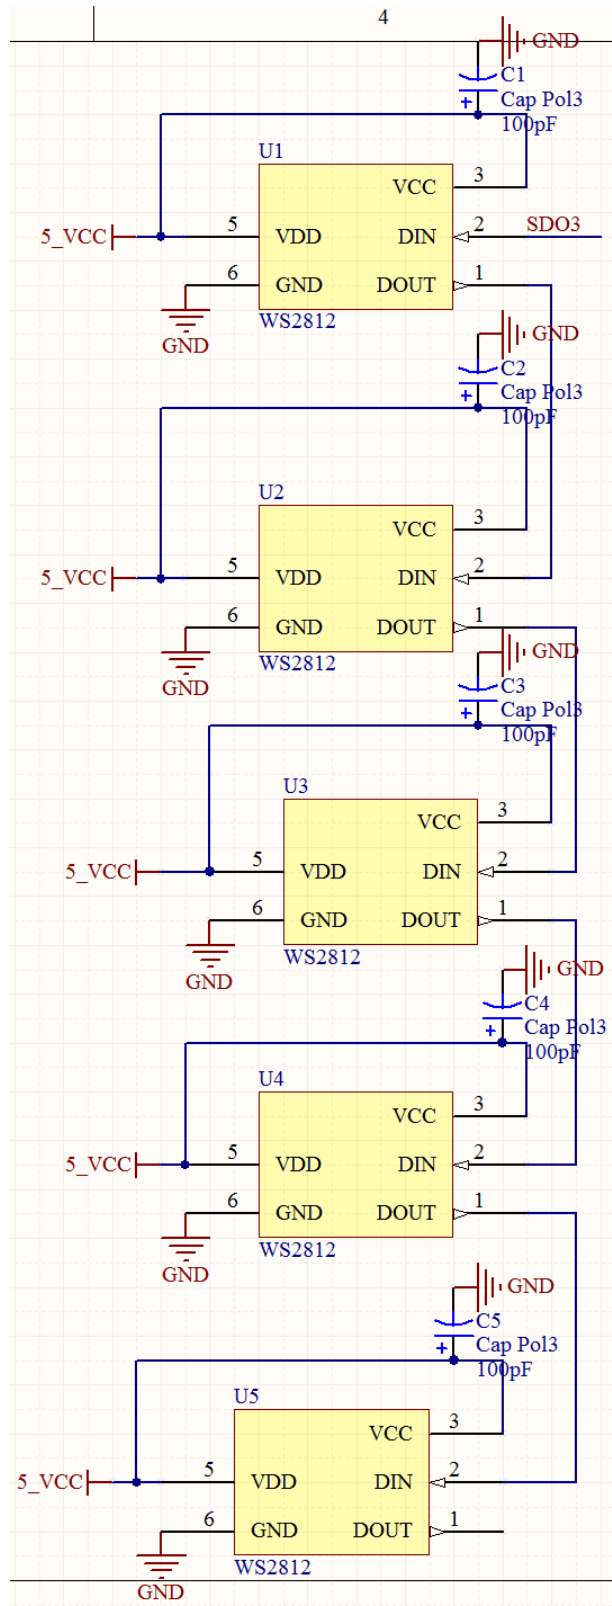 4
GND
C1
Cap Pol3
100pF
U1
VCC 3
5_VCC 5 VDD DIN 2 SDO3
6 GND DOUT 1
GND
WS2812
GND
C2
Cap Pol3
100pF
U2
VCC 3
5_VCC 5 VDD DIN 2
6 GND DOUT 1
GND
WS2812
GND
C3
Cap Pol3
100pF
U3
VCC 3
5_VCC 5 VDD DIN 2
6 GND DOUT 1
GND
WS2812
GND
C4
Cap Pol3
100pF
U4
VCC 3
5_VCC 5 VDD DIN 2
6 GND DOUT 1
GND
WS2812
GND
C5
Cap Pol3
100pF
U5
VCC 3
5_VCC 5 VDD DIN 2
6 GND DOUT 1
GND
WS2812